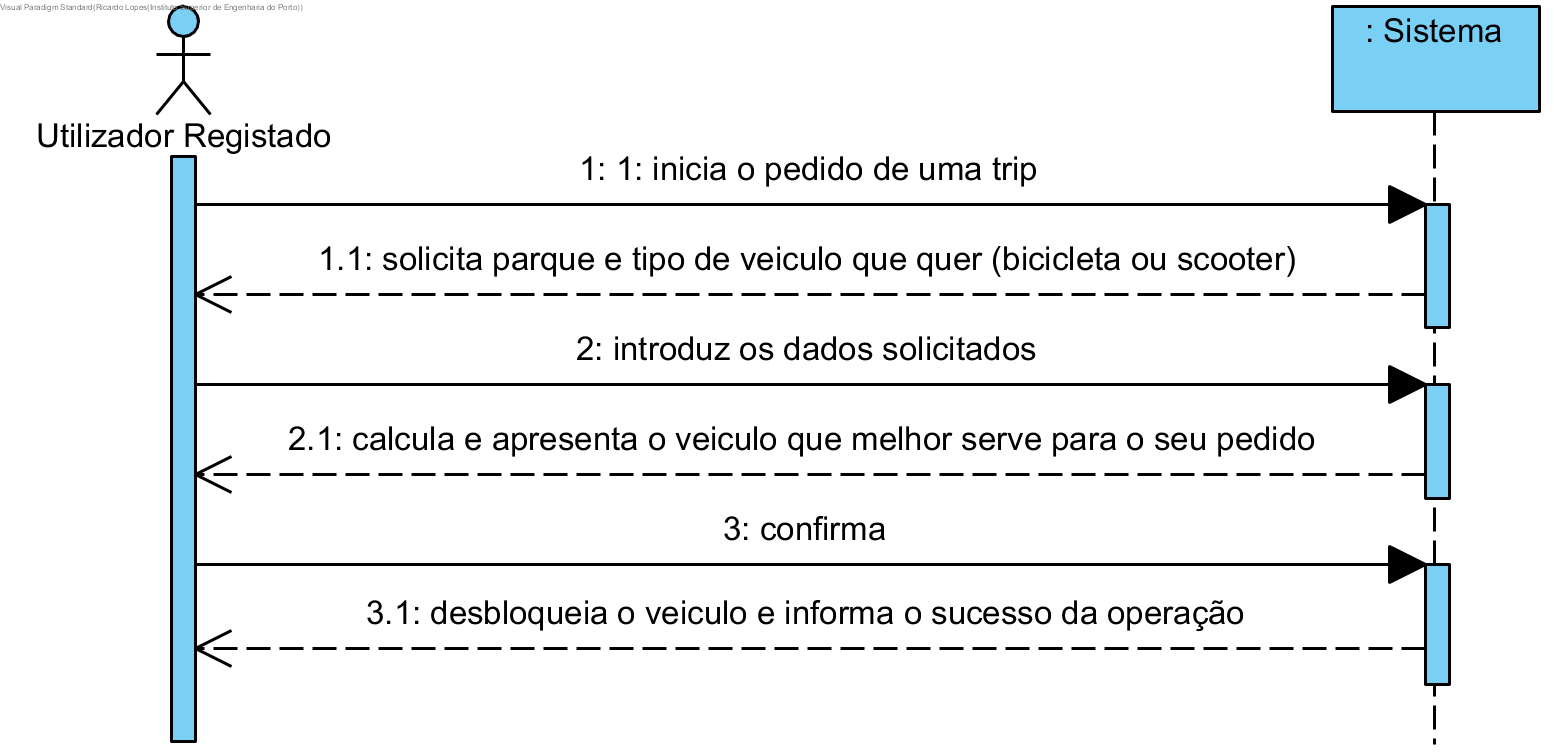 Visual Paradigm Standard(Ricardo Lopes(Instituto Superior de Engenharia do Porto))
: Sistema
Utilizador Registado
1: 1: inicia o pedido de uma trip
1.1: solicita parque e tipo de veiculo que quer (bicicleta ou scooter)
2: introduz os dados solicitados
2.1: calcula e apresenta o veiculo que melhor serve para o seu pedido
3: confirma
3.1: desbloqueia o veiculo e informa o sucesso da operação